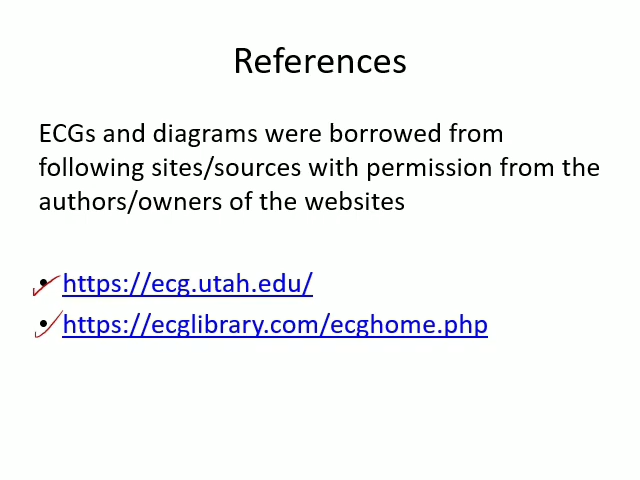 References
ECGs and diagrams were borrowed from
following sites/sources with permission from the
authors/owners of the websites
• https://ecg.utah.edu/
• https://ecglibrary.com/ecghome.php